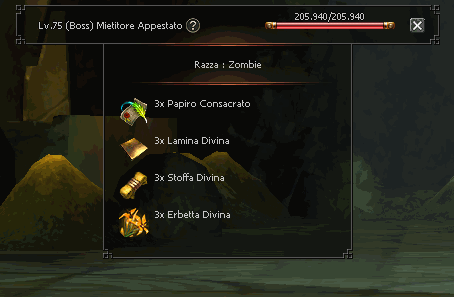 205.940/205.940
Lv.75 (Boss) Mietitore Appestato ?
Razza : Zombie
3x Papiro Consacrato
3x Lamina Divina
3x Stoffa Divina
3x Erbetta Divina